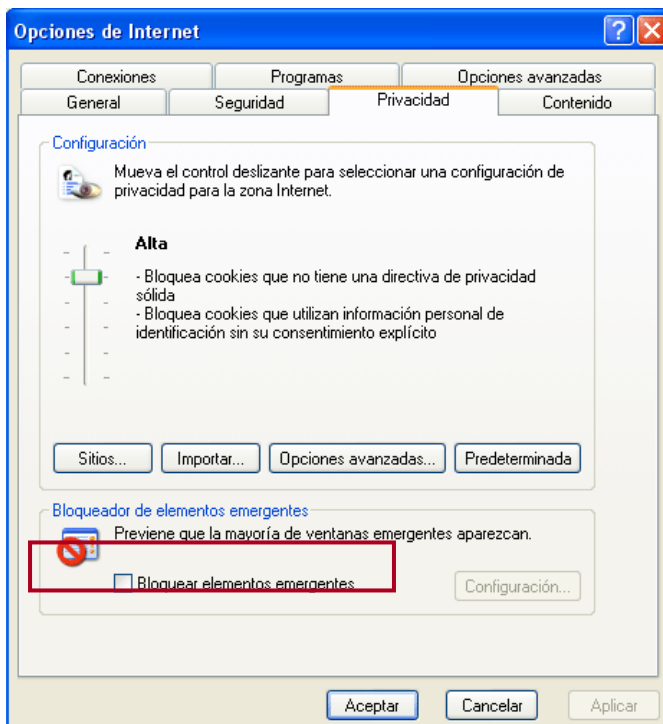 Opciones de Internet
Conexiones Programas Opciones avanzadas
General Seguridad Privacidad Contenido
Configuración
Mueva el control deslizante para seleccionar una configuración de
privacidad para la zona Internet.
Alta
- Bloquea cookies que no tiene una directiva de privacidad
sólida
- Bloquea cookies que utilizan información personal de
identificación sin su consentimiento explícito
Sitios... Importar... Opciones avanzadas... Predeterminada
Bloqueador de elementos emergentes
Previene que la mayoría de ventanas emergentes aparezcan.
Bloquear elementos emergentes Configuración...
Aceptar Cancelar Aplicar